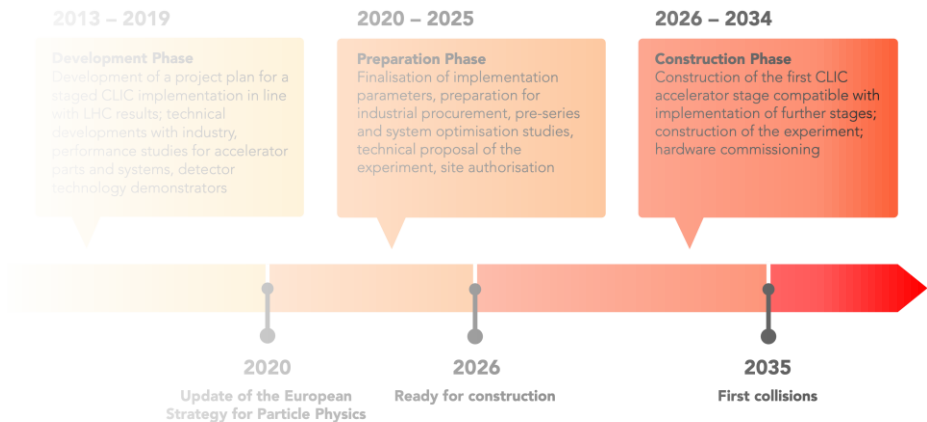 2013 – 2019
Development Phase
Development of a project plan for a
staged CLIC implementation in line
with LHC results; technical
developments with industry,
performance studies for accelerator
parts and systems, detector
technology demonstrators
2020 – 2025
Preparation Phase
Finalisation of implementation
parameters, preparation for
industrial procurement, pre-series
and system optimisation studies,
technical proposal of the
experiment, site authorisation
2026 – 2034
Construction Phase
Construction of the first CLIC
accelerator stage compatible with
implementation of further stages;
construction of the experiment;
hardware commissioning
2020
Update of the European
Strategy for Particle Physics
2026
Ready for construction
2035
First collisions